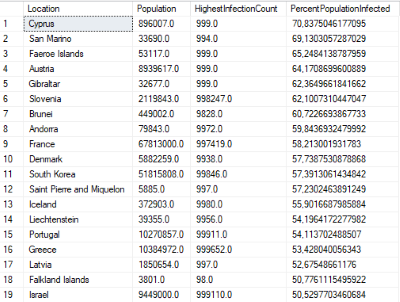 Location Population HighestInfectionCount PercentPopulationInfected
1 Cyprus 896007.0 999.0 70,8375046177095
2 San Marino 33690.0 994.0 69,1303057287029
3 Faeroe Islands 53117.0 999.0 65,2484138787959
4 Austria 8939617.0 999.0 64,1708699600889
5 Gibraltar 32677.0 999.0 62,3649661841662
6 Slovenia 2119843.0 998247.0 62,1007310447047
7 Brunei 449002.0 9828.0 60,7226693867733
8 Andorra 79843.0 9972.0 59,8436932479992
9 France 67813000.0 997419.0 58,213001931783
10 Denmark 5882259.0 9938.0 57,7387530878868
11 South Korea 51815808.0 99846.0 57,3913061434842
12 Saint Pierre and Miquelon 5885.0 997.0 57,2302463891249
13 Iceland 372903.0 9980.0 55,9016687985884
14 Liechtenstein 39355.0 9956.0 54,1964172277982
15 Portugal 10270857.0 99911.0 54,113702488507
16 Greece 10384972.0 999652.0 53,428040056343
17 Latvia 1850654.0 997.0 52,67548661176
18 Falkland Islands 3801.0 98.0 50,7761115495922
19 Israel 9449000.0 999110.0 50,5297703460684